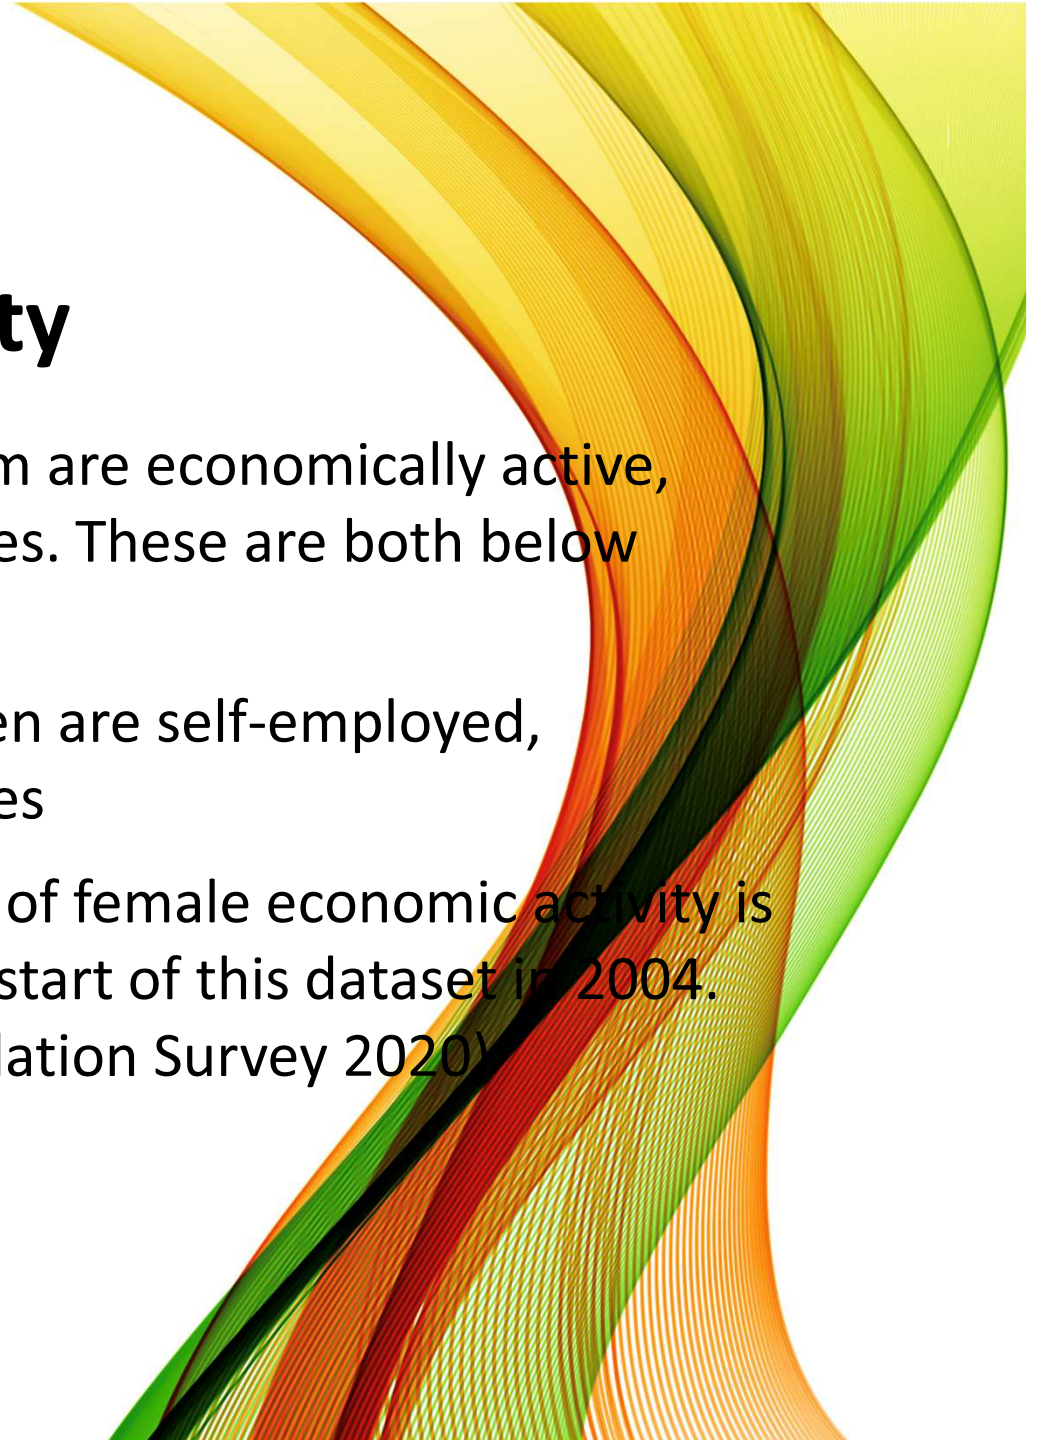 ty
m are economically active,
es. These are both below
en are self-employed,
es
of female economic activity is
start of this dataset in 2004.
lation Survey 2020)